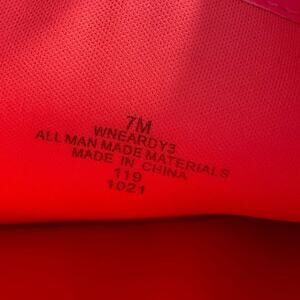 7M
WNEARDY3
ALL MAN MADE MATERIALS
MADE IN CHINA
119
1021